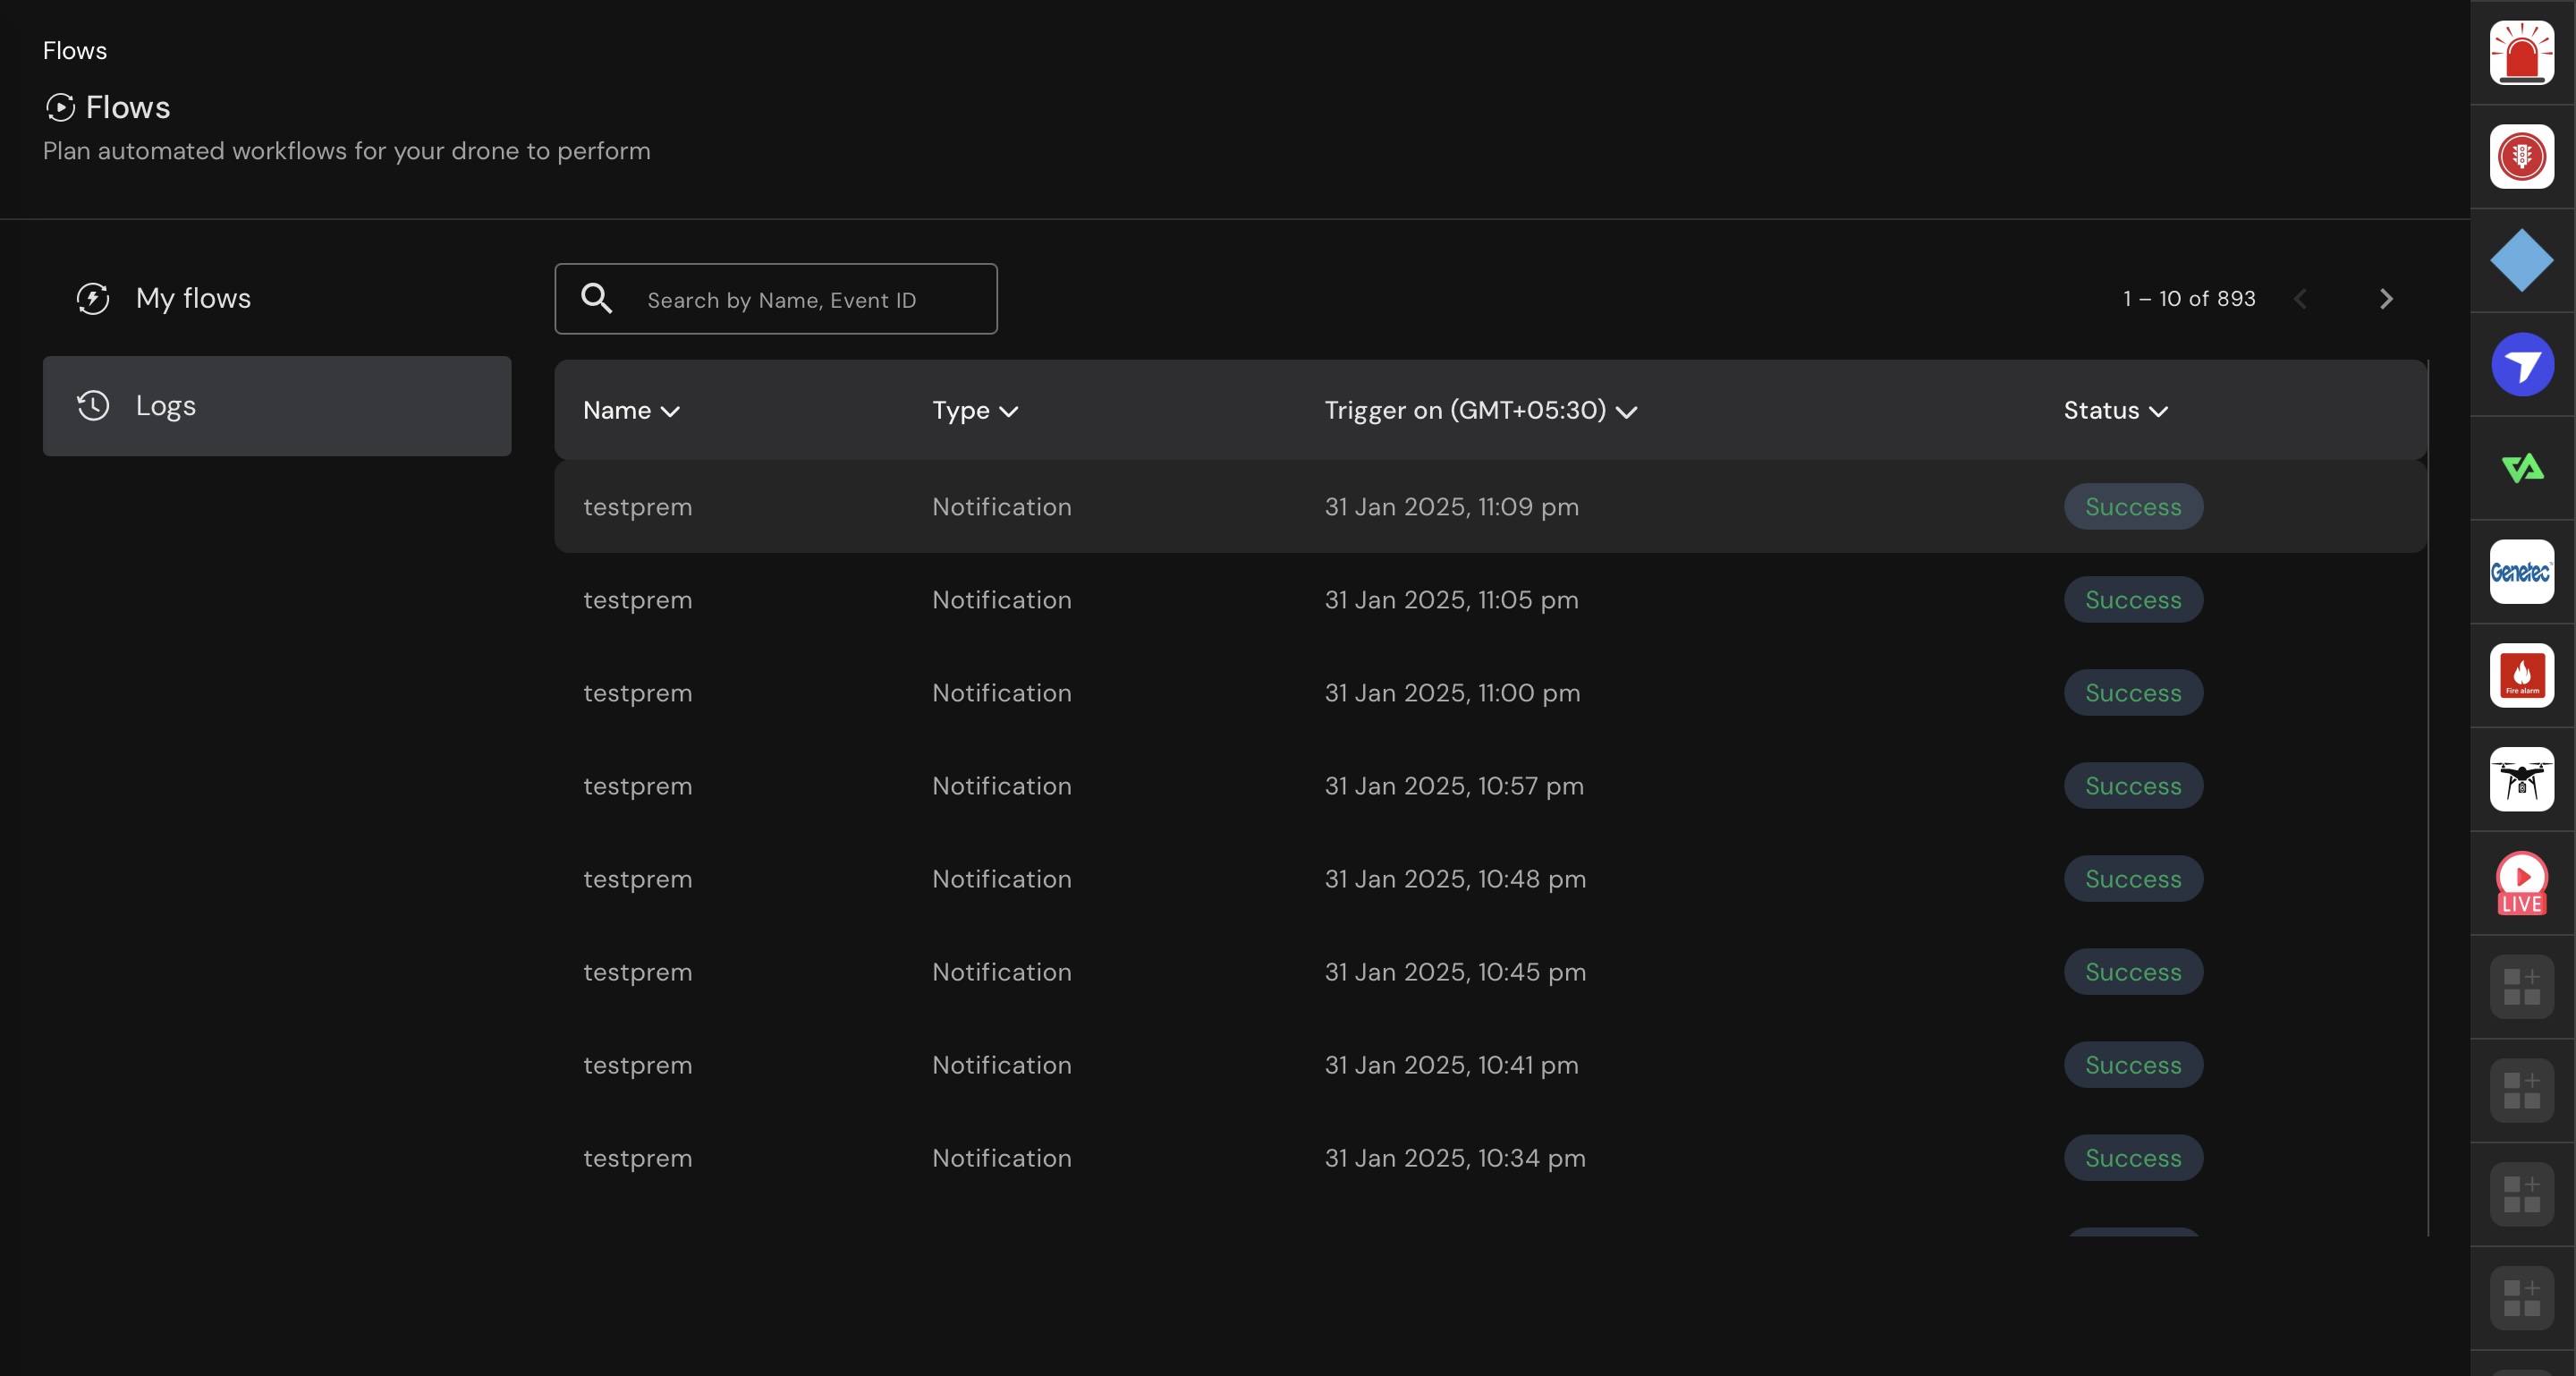 Flows
Flows
Plan automated workflows for your drone to perform
My flows
Logs
Search by Name, Event ID
1 – 10 of 893
Name Type Trigger on (GMT+05:30) Status
testprem Notification 31 Jan 2025, 11:09 pm Success
testprem Notification 31 Jan 2025, 11:05 pm Success
testprem Notification 31 Jan 2025, 11:00 pm Success
testprem Notification 31 Jan 2025, 10:57 pm Success
testprem Notification 31 Jan 2025, 10:48 pm Success
testprem Notification 31 Jan 2025, 10:45 pm Success
testprem Notification 31 Jan 2025, 10:41 pm Success
testprem Notification 31 Jan 2025, 10:34 pm Success
Genetec
Fire alarm
LIVE